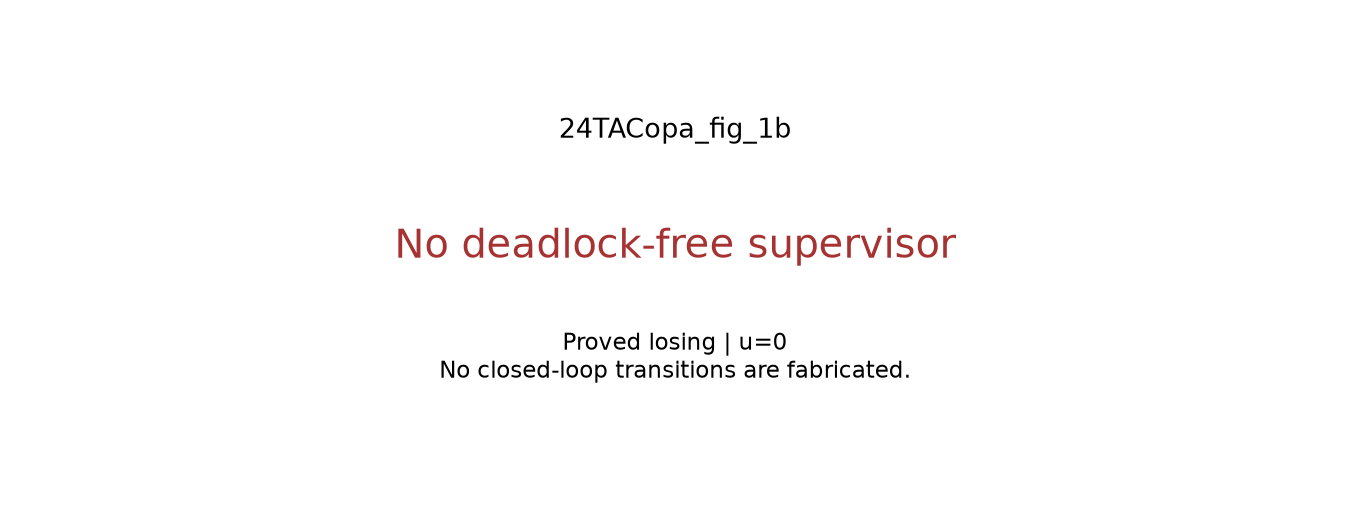 24TACopa_fig_1b
No deadlock-free supervisor
Proved losing | u=0
No closed-loop transitions are fabricated.